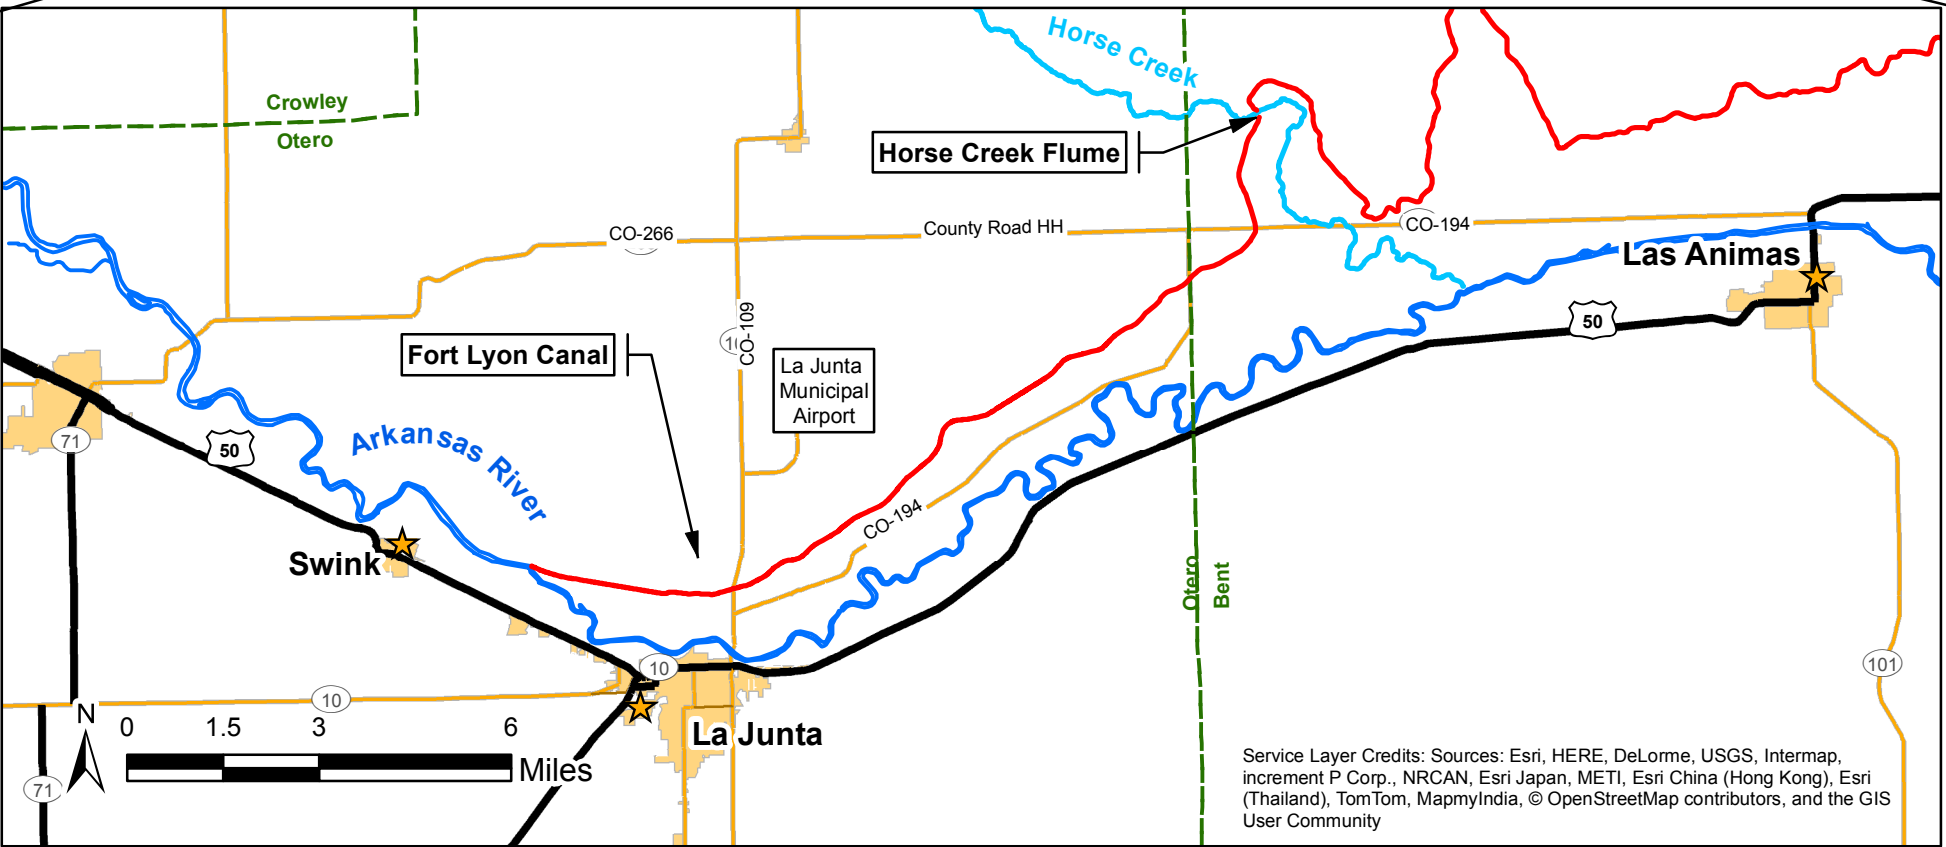 Horse Creek
Crowley
Otero
Horse Creek Flume
CO-266
County Road HH
CO-194
Las Animas
50
CO-109
Fort Lyon Canal
La Junta
Municipal
Airport
71
50
Arkansas River
CO-194
Swink
Otero
Bent
10
101
10
N
0 1.5 3 6
Miles
La Junta
71
Service Layer Credits: Sources: Esri, HERE, DeLorme, USGS, Intermap,
increment P Corp., NRCAN, Esri Japan, METI, Esri China (Hong Kong), Esri
(Thailand), TomTom, MapmyIndia, © OpenStreetMap contributors, and the GIS
User Community